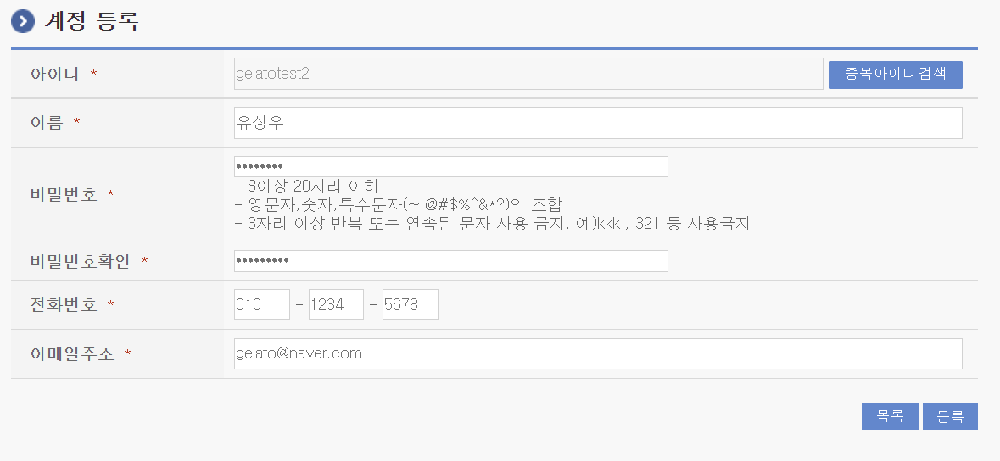 계정 등록
아이디 * gelatotest2 중복아이디검색
이름 * 유상우
비밀번호 * ••••••••
- 8이상 20자리 이하
- 영문자,숫자,특수문자(~!@#$%^&*?)의 조합
- 3자리 이상 반복 또는 연속된 문자 사용 금지. 예)kkk , 321 등 사용금지
비밀번호확인 * •••••••••
전화번호 * 010 - 1234 - 5678
이메일주소 * gelato@naver.com
목록 등록